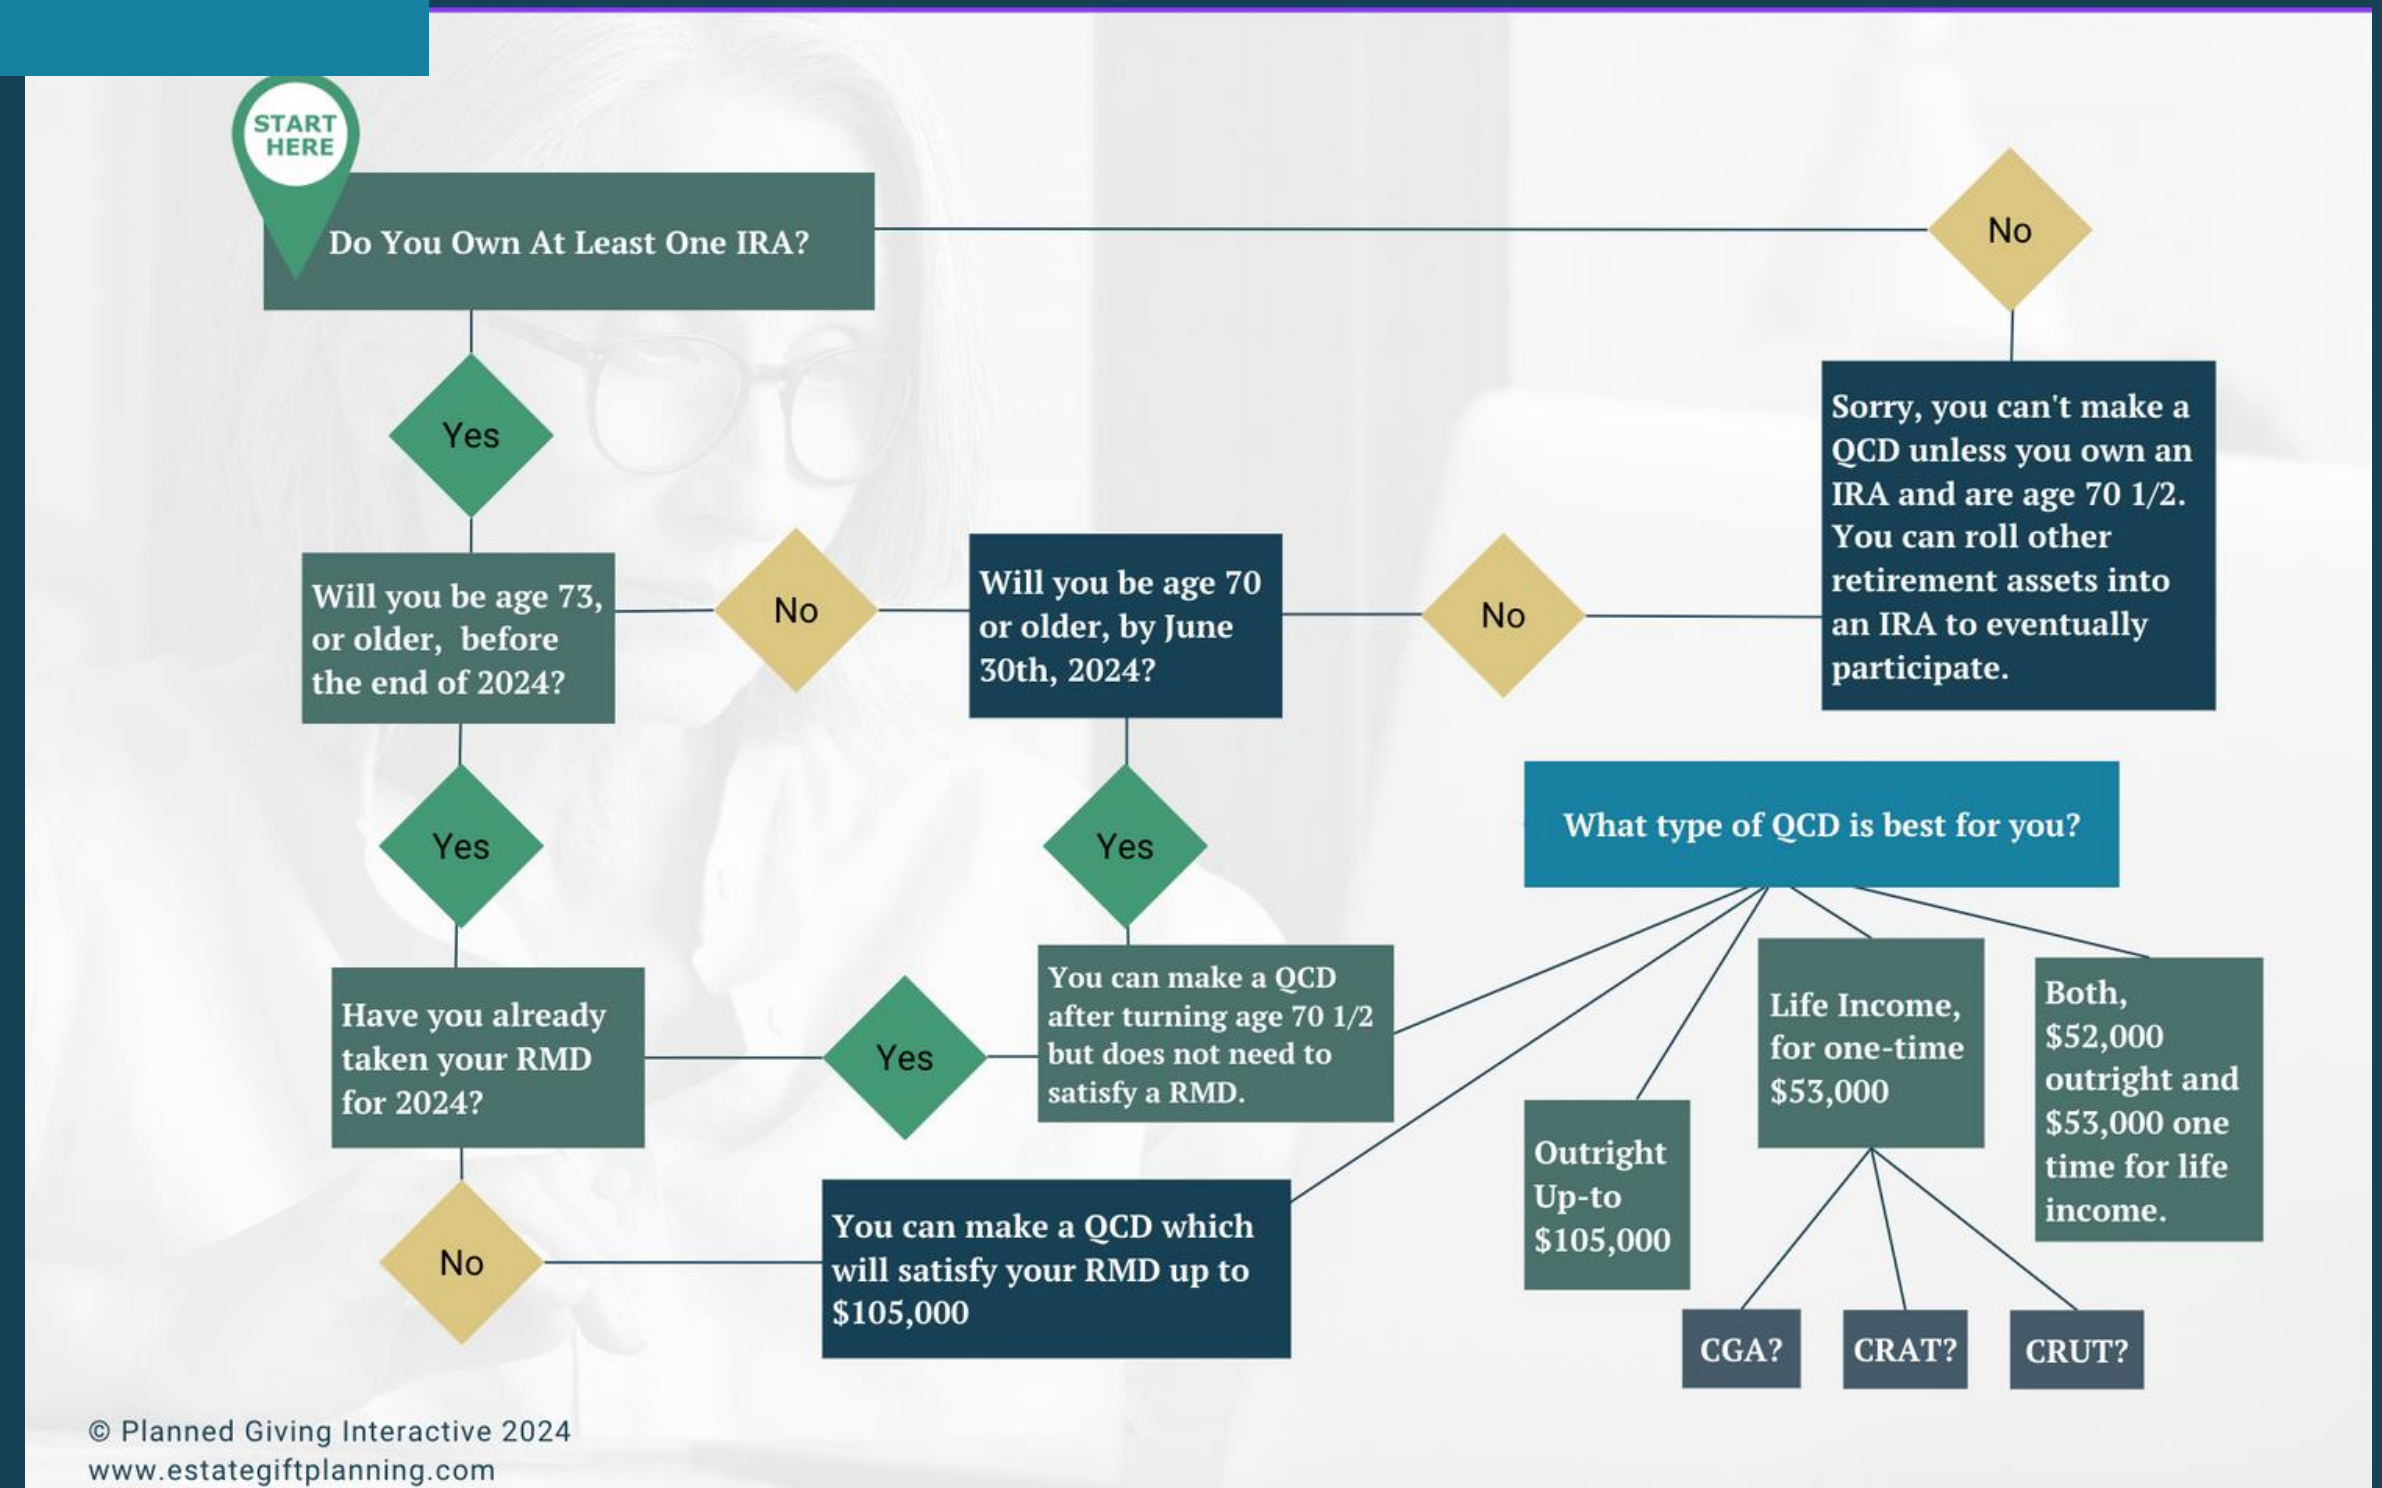 START
HERE
Do You Own At Least One IRA?
No
Yes
Sorry, you can't make a
QCD unless you own an
IRA and are age 70 1/2.
You can roll other
retirement assets into
an IRA to eventually
participate.
Will you be age 73,
or older,  before
the end of 2024?
No
Will you be age 70
or older, by June
30th, 2024?
No
Yes
Yes
What type of QCD is best for you?
Have you already
taken your RMD
for 2024?
Yes
You can make a QCD
after turning age 70 1/2
but does not need to
satisfy a RMD.
No
You can make a QCD which
will satisfy your RMD up to
$105,000
Outright
Up-to
$105,000
Life Income,
for one-time
$53,000
Both,
$52,000
outright and
$53,000 one
time for life
income.
CGA?
CRAT?
CRUT?
© Planned Giving Interactive 2024
www.estategiftplanning.com